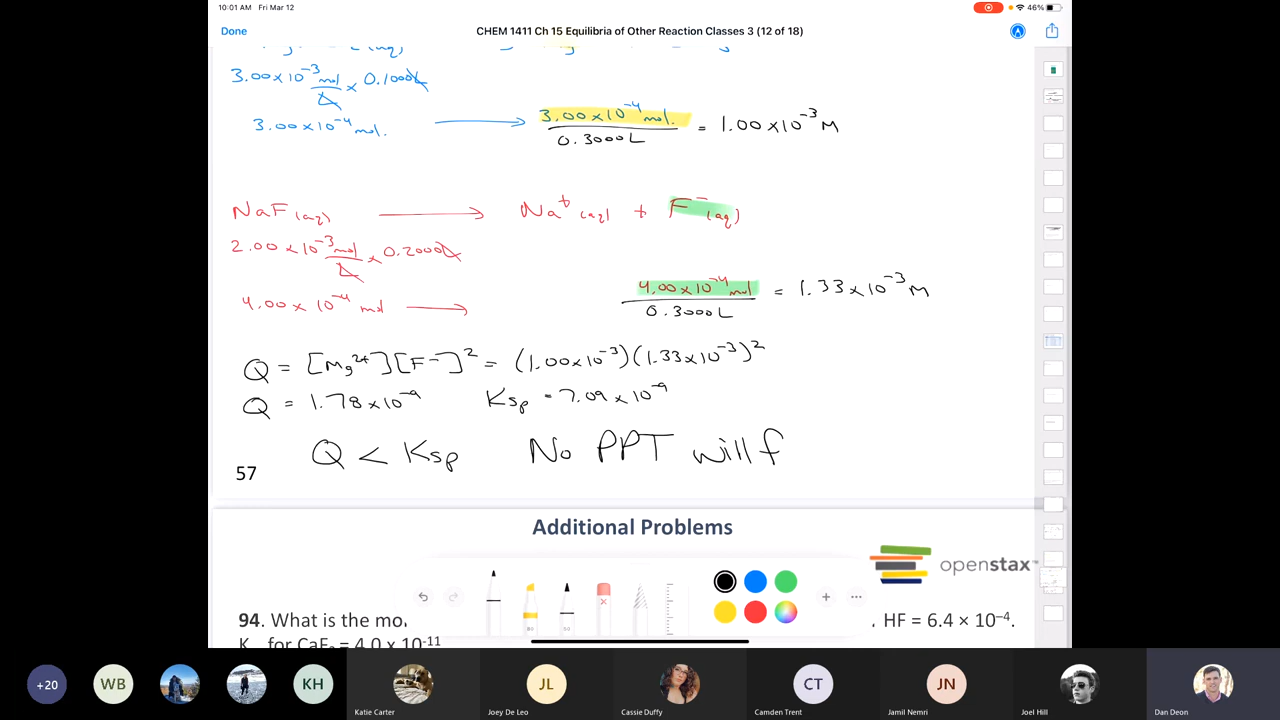 10:01 AM Fri Mar 12
46%
Done
CHEM 1411 Ch 15 Equilibria of Other Reaction Classes 3 (12 of 18)
3.00 x 10⁻³ mol/L x 0.1000L
3.00 x 10⁻⁴ mol. → 3.00 x 10⁻⁴ mol. / 0.3000L = 1.00 x 10⁻³ M
NaF (aq) → Na⁺ (aq) + F⁻ (aq)
2.00 x 10⁻³ mol/L x 0.2000L
4.00 x 10⁻⁴ mol → 4.00 x 10⁻⁴ mol / 0.3000L = 1.33 x 10⁻³ M
Q = [Mg²⁺][F⁻]² = (1.00 x 10⁻³)(1.33 x 10⁻³)²
Q = 1.78 x 10⁻⁹ Ksp = 7.09 x 10⁻⁹
Q < Ksp No PPT will f
57
Additional Problems
openstax
94. What is the mo
. HF = 6.4 × 10⁻⁴.
for CaF₂ = 4.0 x 10⁻¹¹
+20
WB
KH
JL
CT
JN
Katie Carter
Joey De Leo
Cassie Duffy
Camden Trent
Jamil Nemri
Joel Hill
Dan Deon